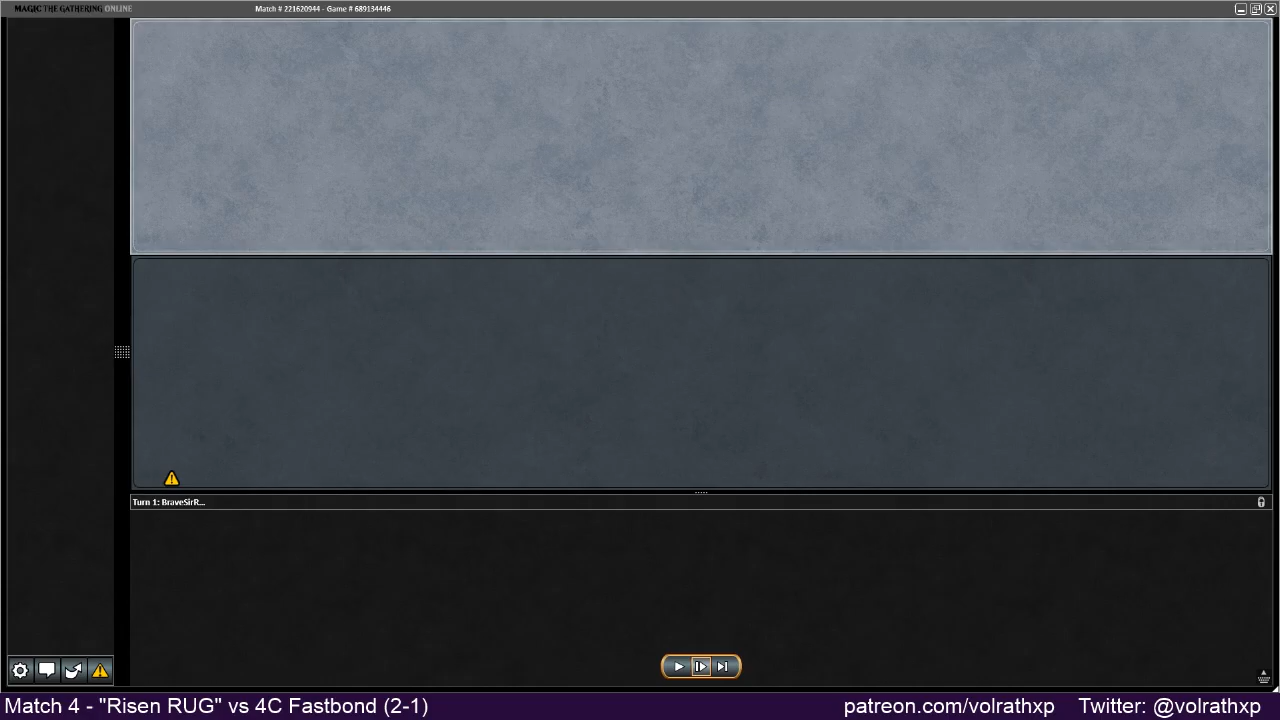 MAGIC THE GATHERING ONLINE
Match # 221620944 - Game # 689134446
Turn 1: BraveSirR...
Match 4 - "Risen RUG" vs 4C Fastbond (2-1)
patreon.com/volrathxp
Twitter: @volrathxp